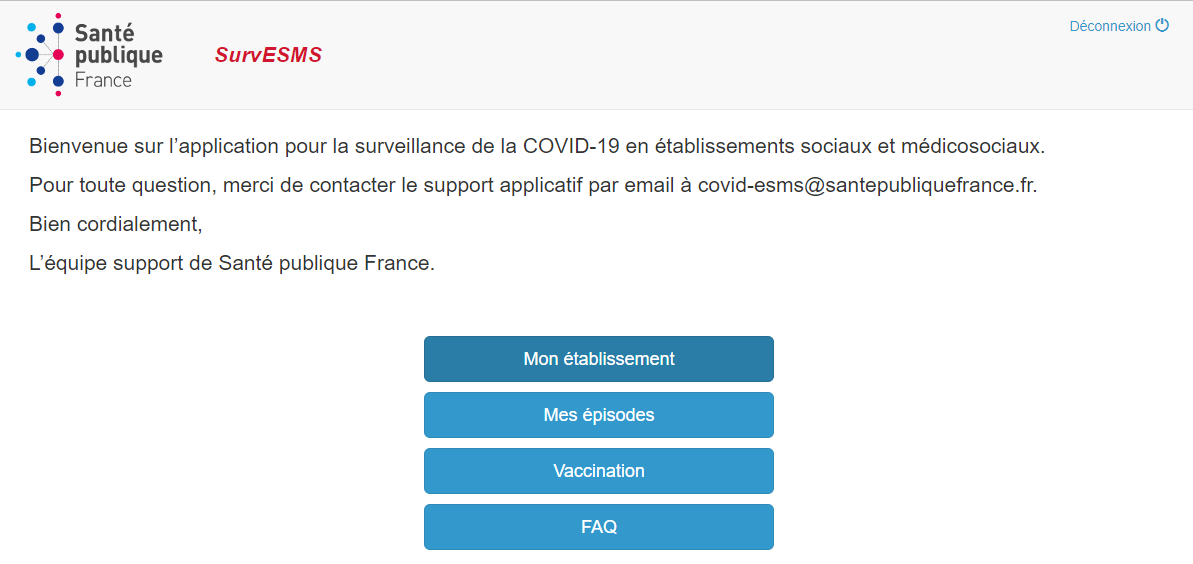 Santé
publique
France
SurvESMS
Déconnexion
Bienvenue sur l’application pour la surveillance de la COVID-19 en établissements sociaux et médicosociaux.
Pour toute question, merci de contacter le support applicatif par email à covid-esms@santepubliquefrance.fr.
Bien cordialement,
L’équipe support de Santé publique France.
Mon établissement
Mes épisodes
Vaccination
FAQ